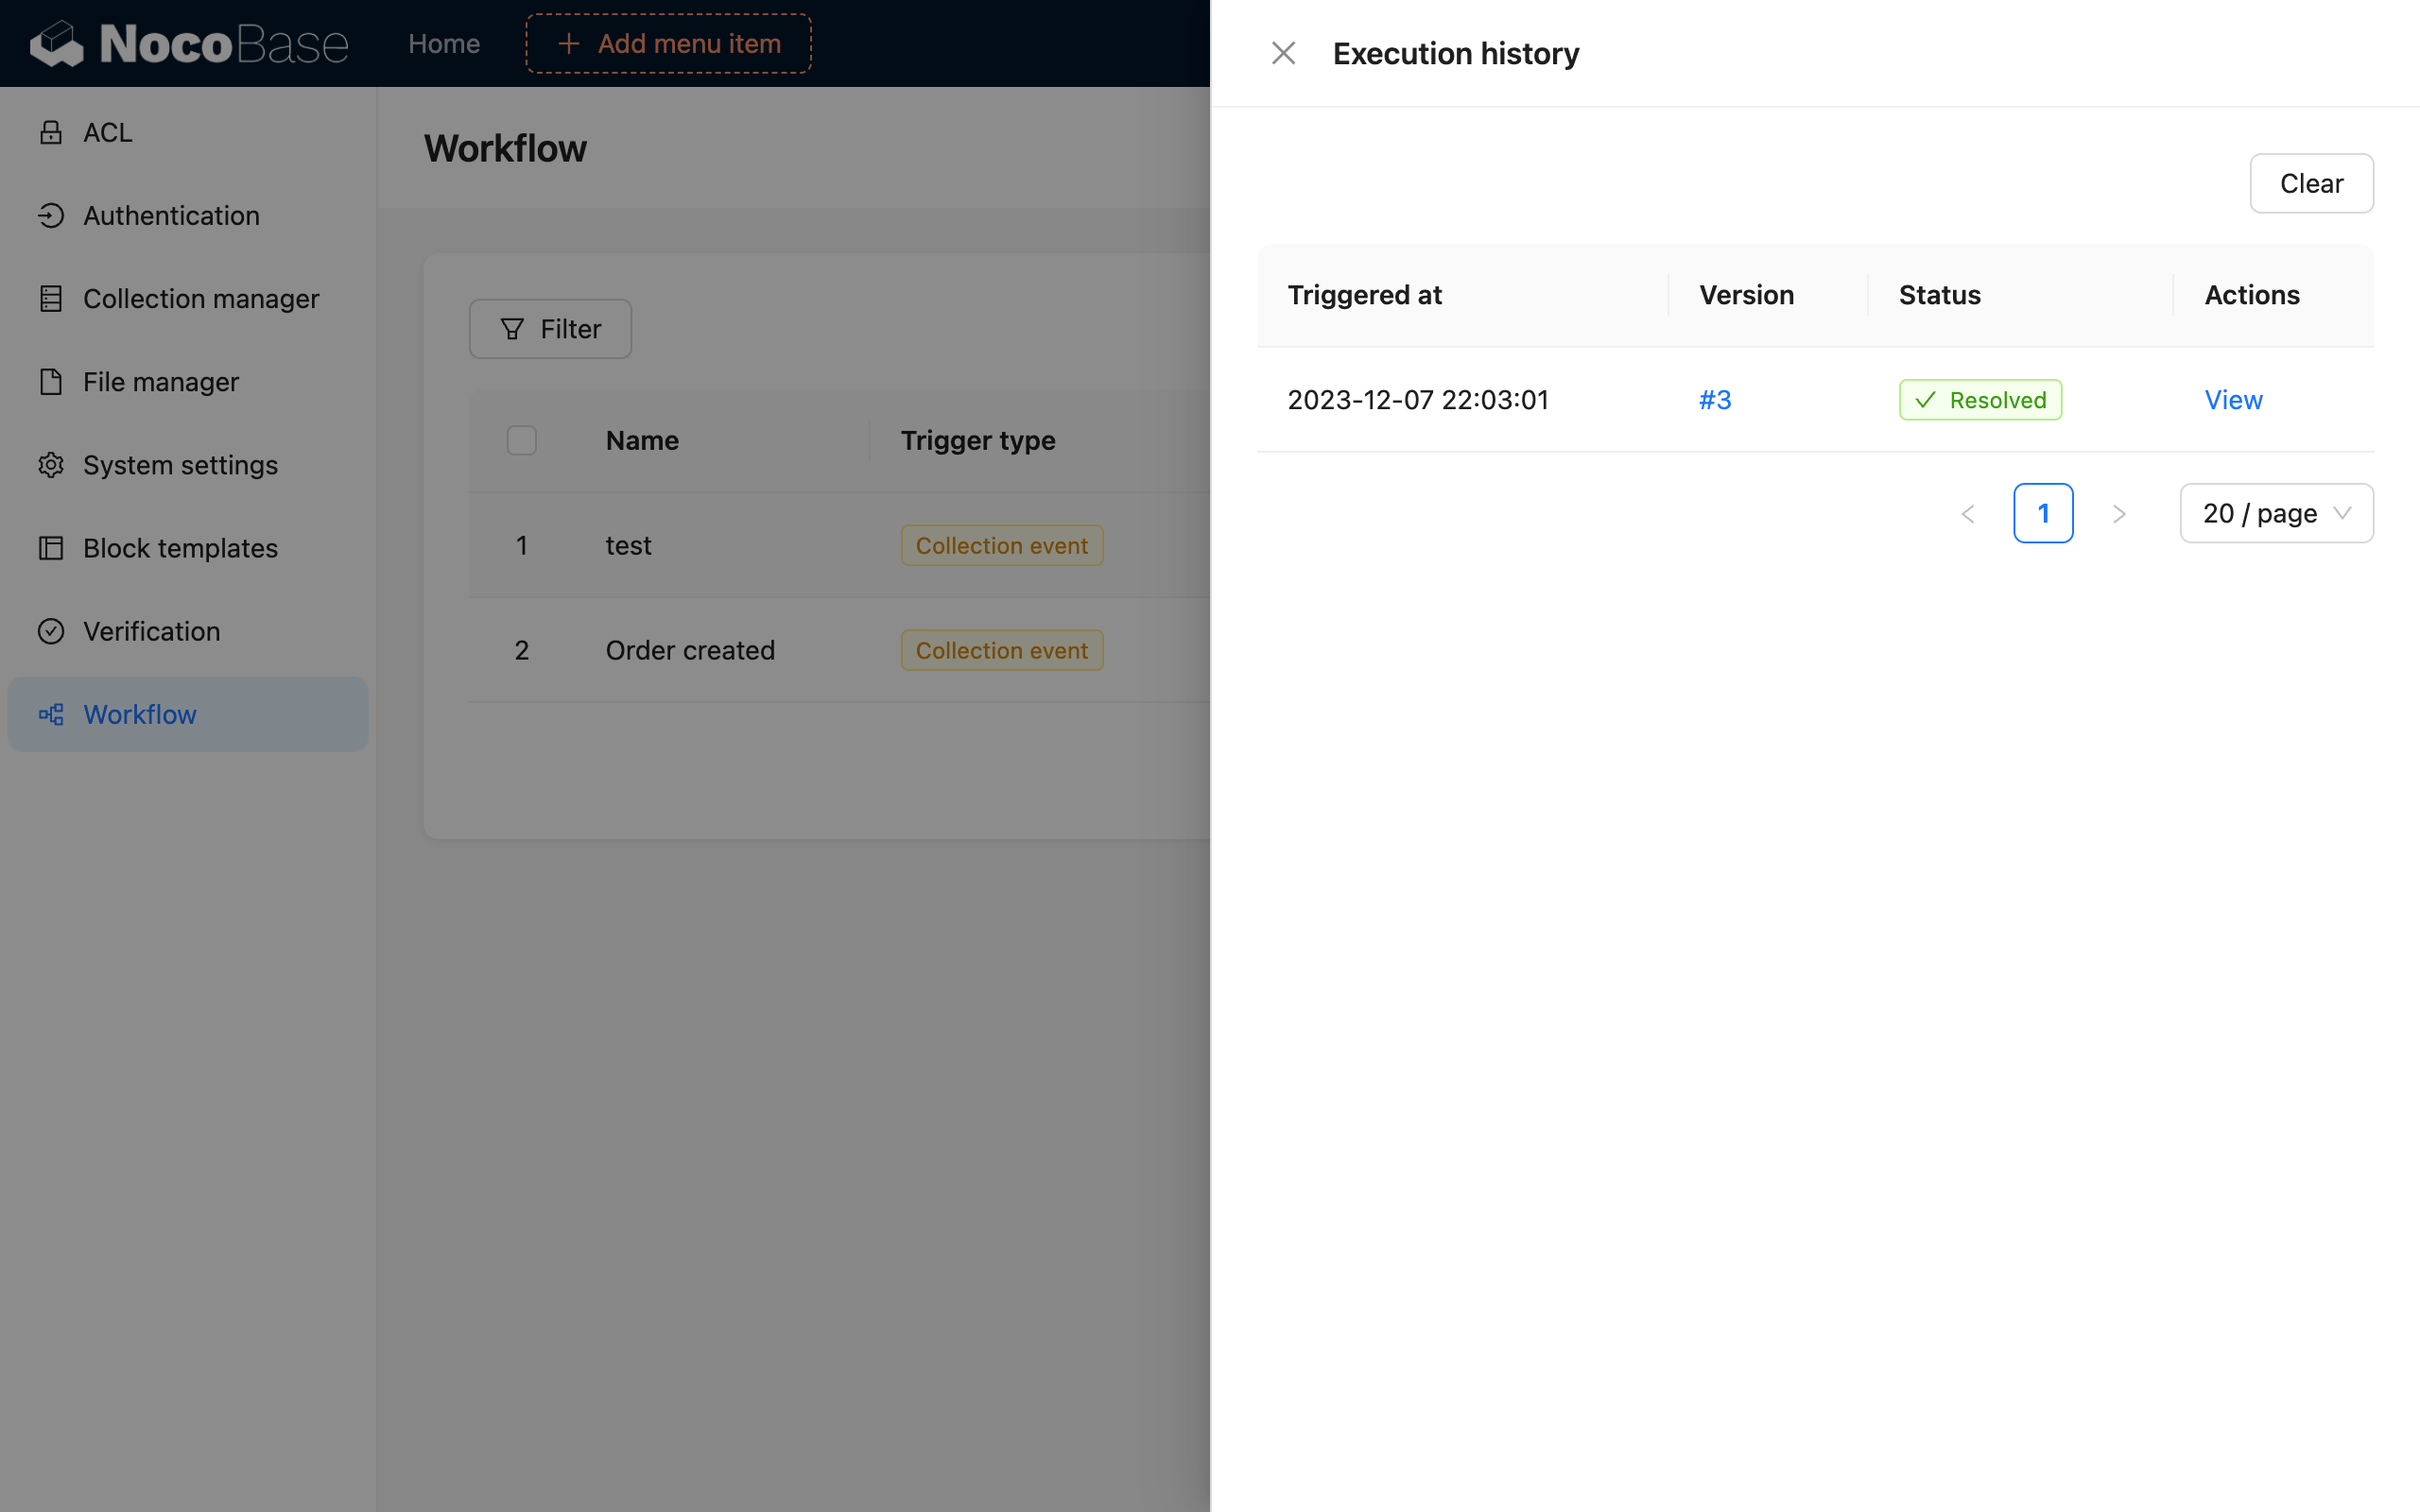 NocoBase Home + Add menu item
ACL
Authentication
Collection manager
File manager
System settings
Block templates
Verification
Workflow
Workflow
Filter
Name Trigger type
1 test Collection event
2 Order created Collection event
Execution history
Clear
Triggered at Version Status Actions
2023-12-07 22:03:01 #3 Resolved View
< 1 > 20 / page